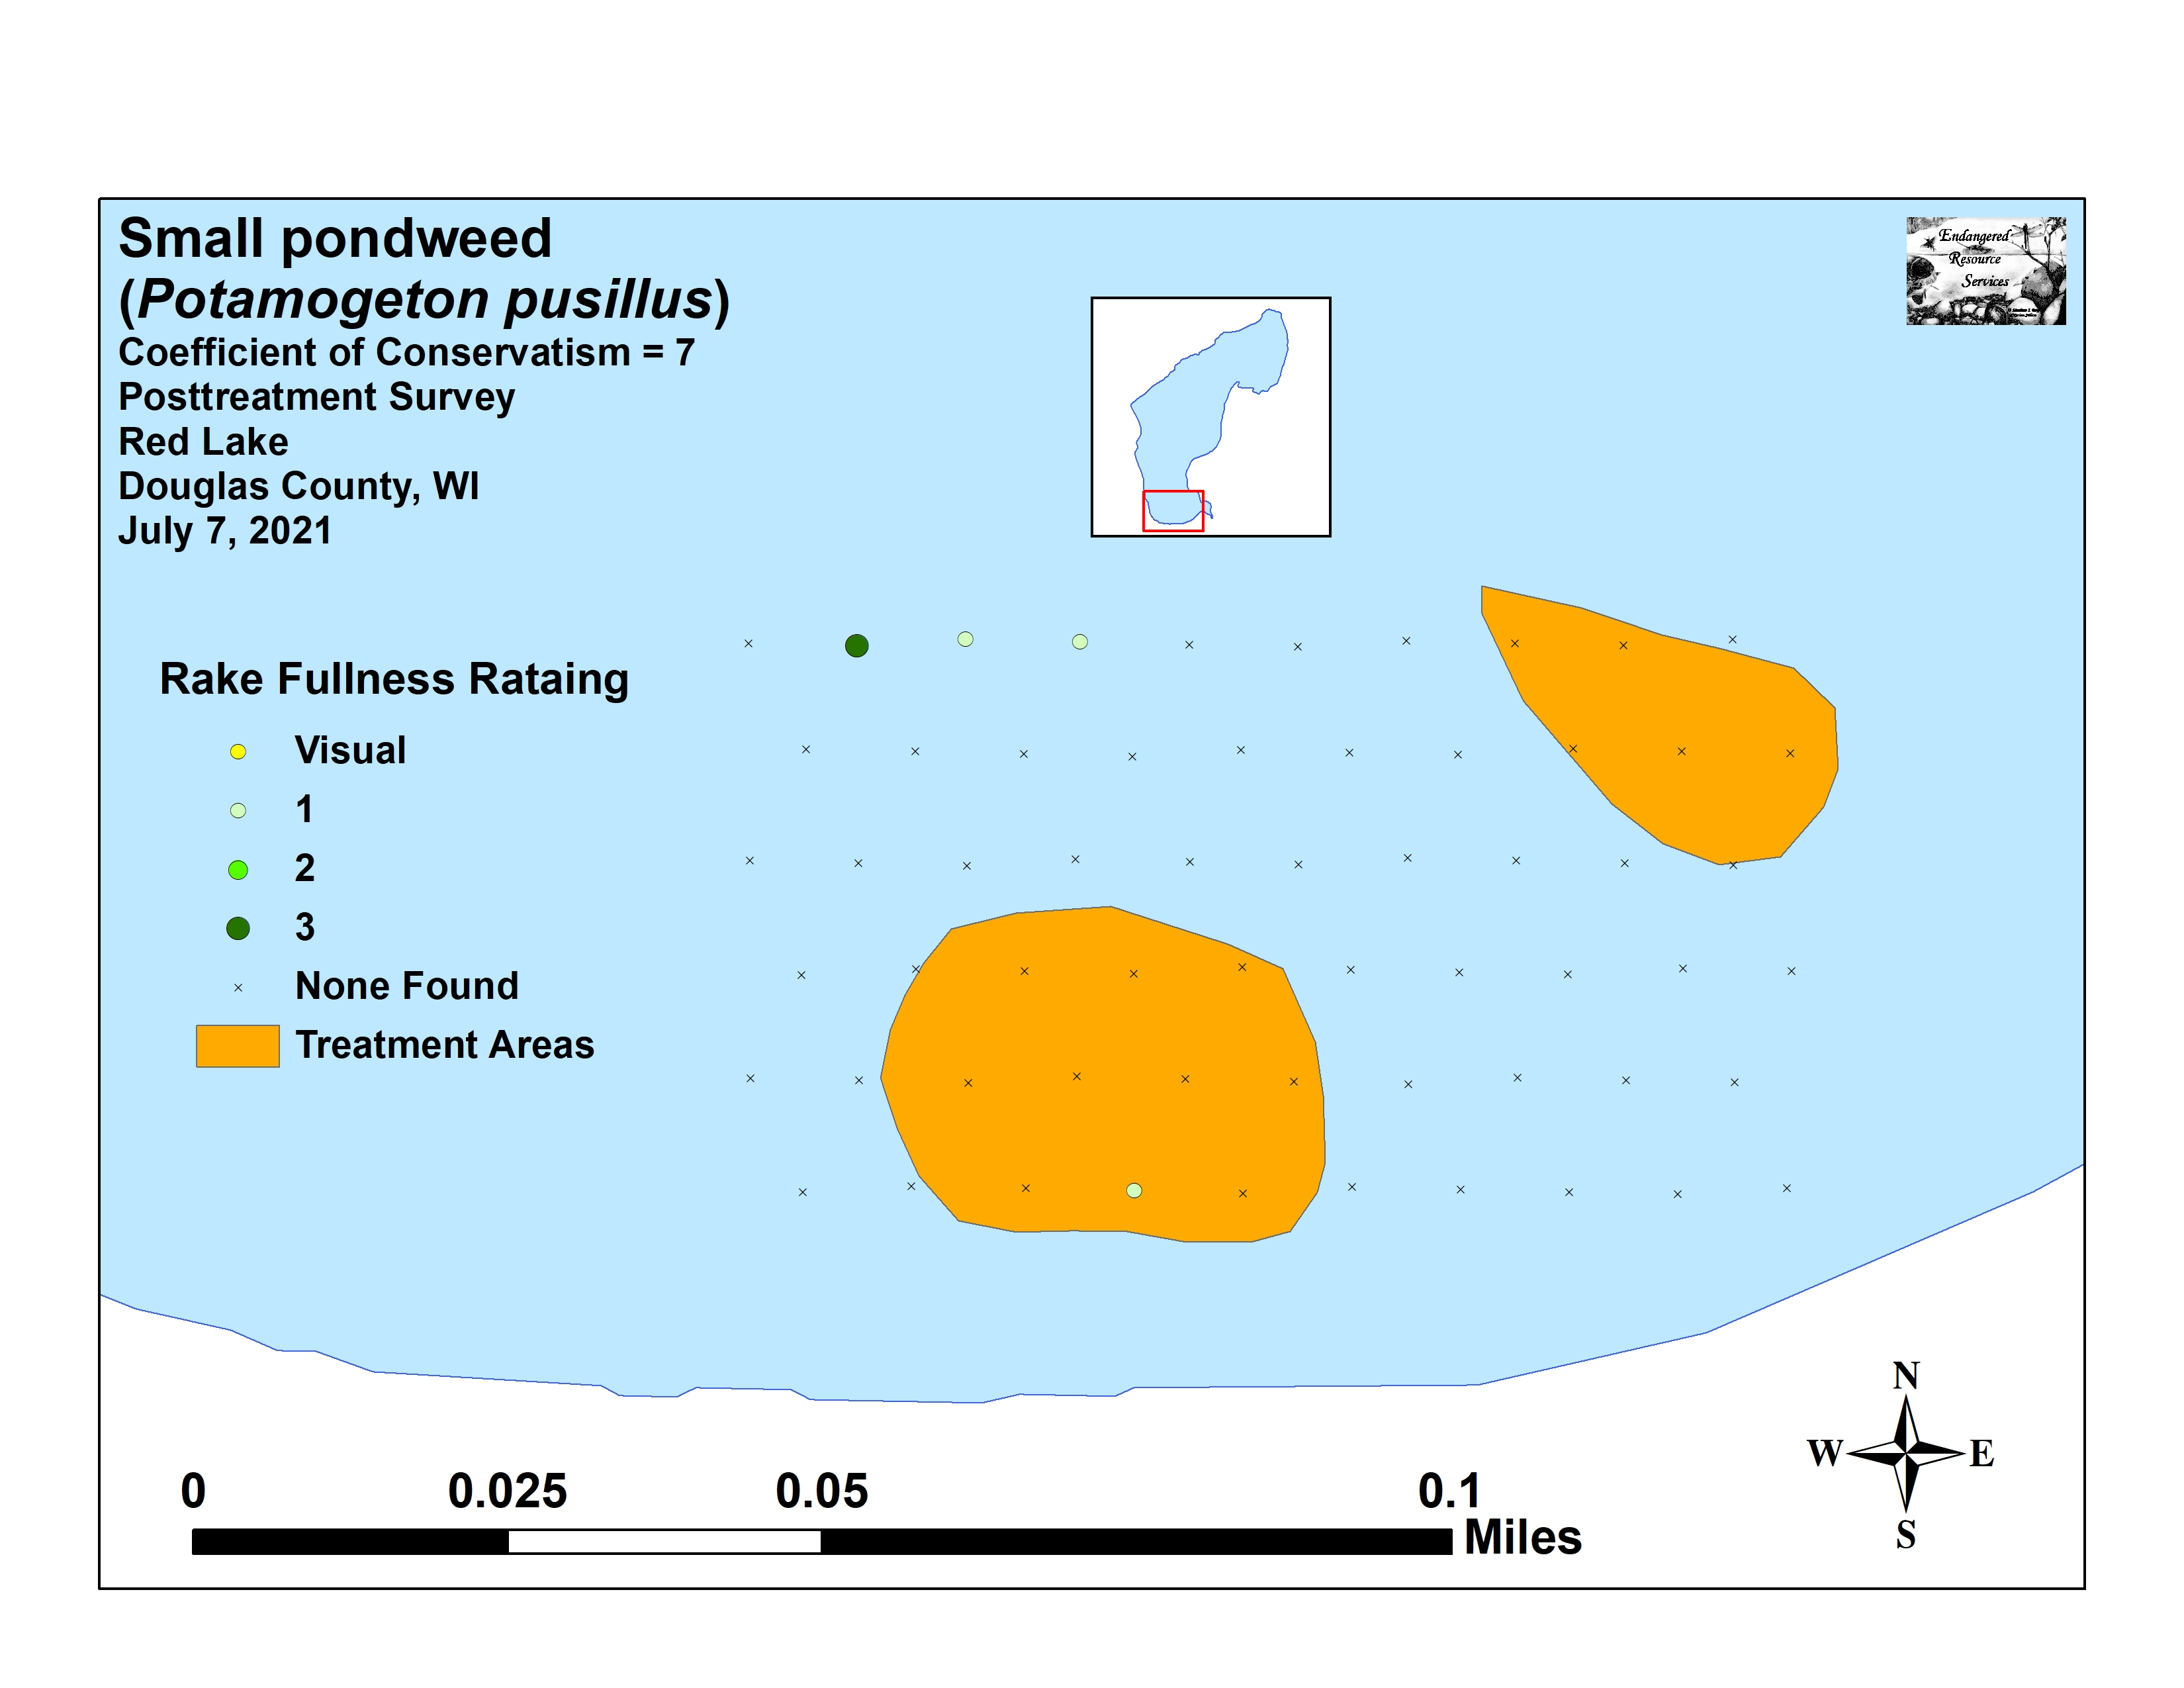 Small pondweed
(Potamogeton pusillus)
Coefficient of Conservatism = 7
Posttreatment Survey
Red Lake
Douglas County, WI
July 7, 2021
Endangered
Resource
Services
Rake Fullness Rataing
Visual
1
2
3
None Found
Treatment Areas
N
W E
S
0 0.025 0.05 0.1
Miles